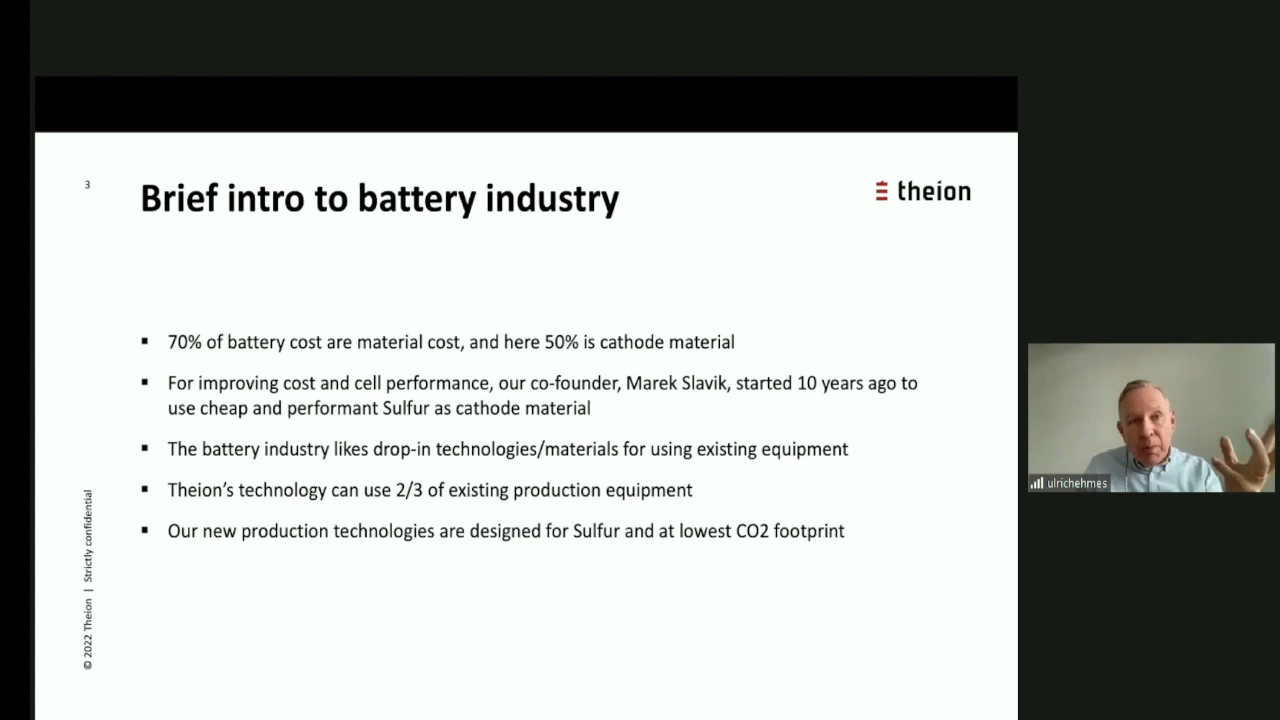 3
Brief intro to battery industry
theion
▪ 70% of battery cost are material cost, and here 50% is cathode material
▪ For improving cost and cell performance, our co-founder, Marek Slavik, started 10 years ago to
use cheap and performant Sulfur as cathode material
▪ The battery industry likes drop-in technologies/materials for using existing equipment
▪ Theion’s technology can use 2/3 of existing production equipment
▪ Our new production technologies are designed for Sulfur and at lowest CO2 footprint
© 2022 Theion | Strictly confidential
ulrichehmes